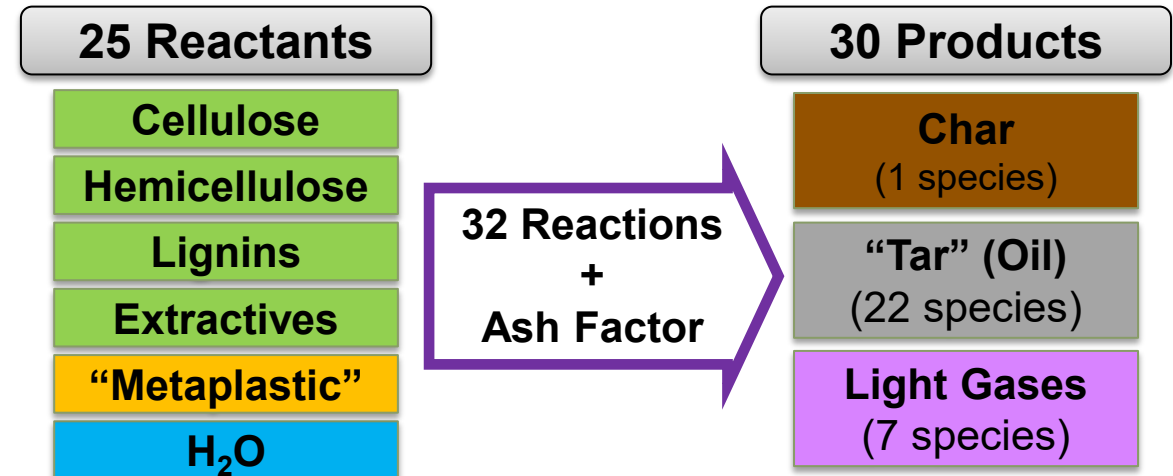 25 Reactants
Cellulose
Hemicellulose
Lignins
Extractives
“Metaplastic”
H₂O
32 Reactions
+
Ash Factor
30 Products
Char
(1 species)
“Tar” (Oil)
(22 species)
Light Gases
(7 species)